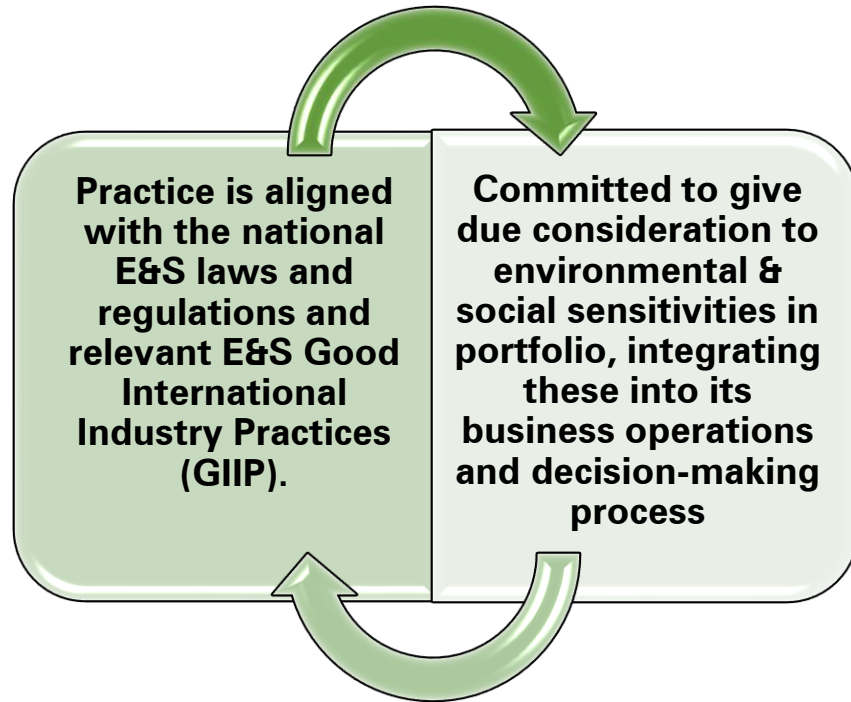 Practice is aligned
with the national
E&S laws and
regulations and
relevant E&S Good
International
Industry Practices
(GIIP).
Committed to give
due consideration to
environmental &
social sensitivities in
portfolio, integrating
these into its
business operations
and decision-making
process